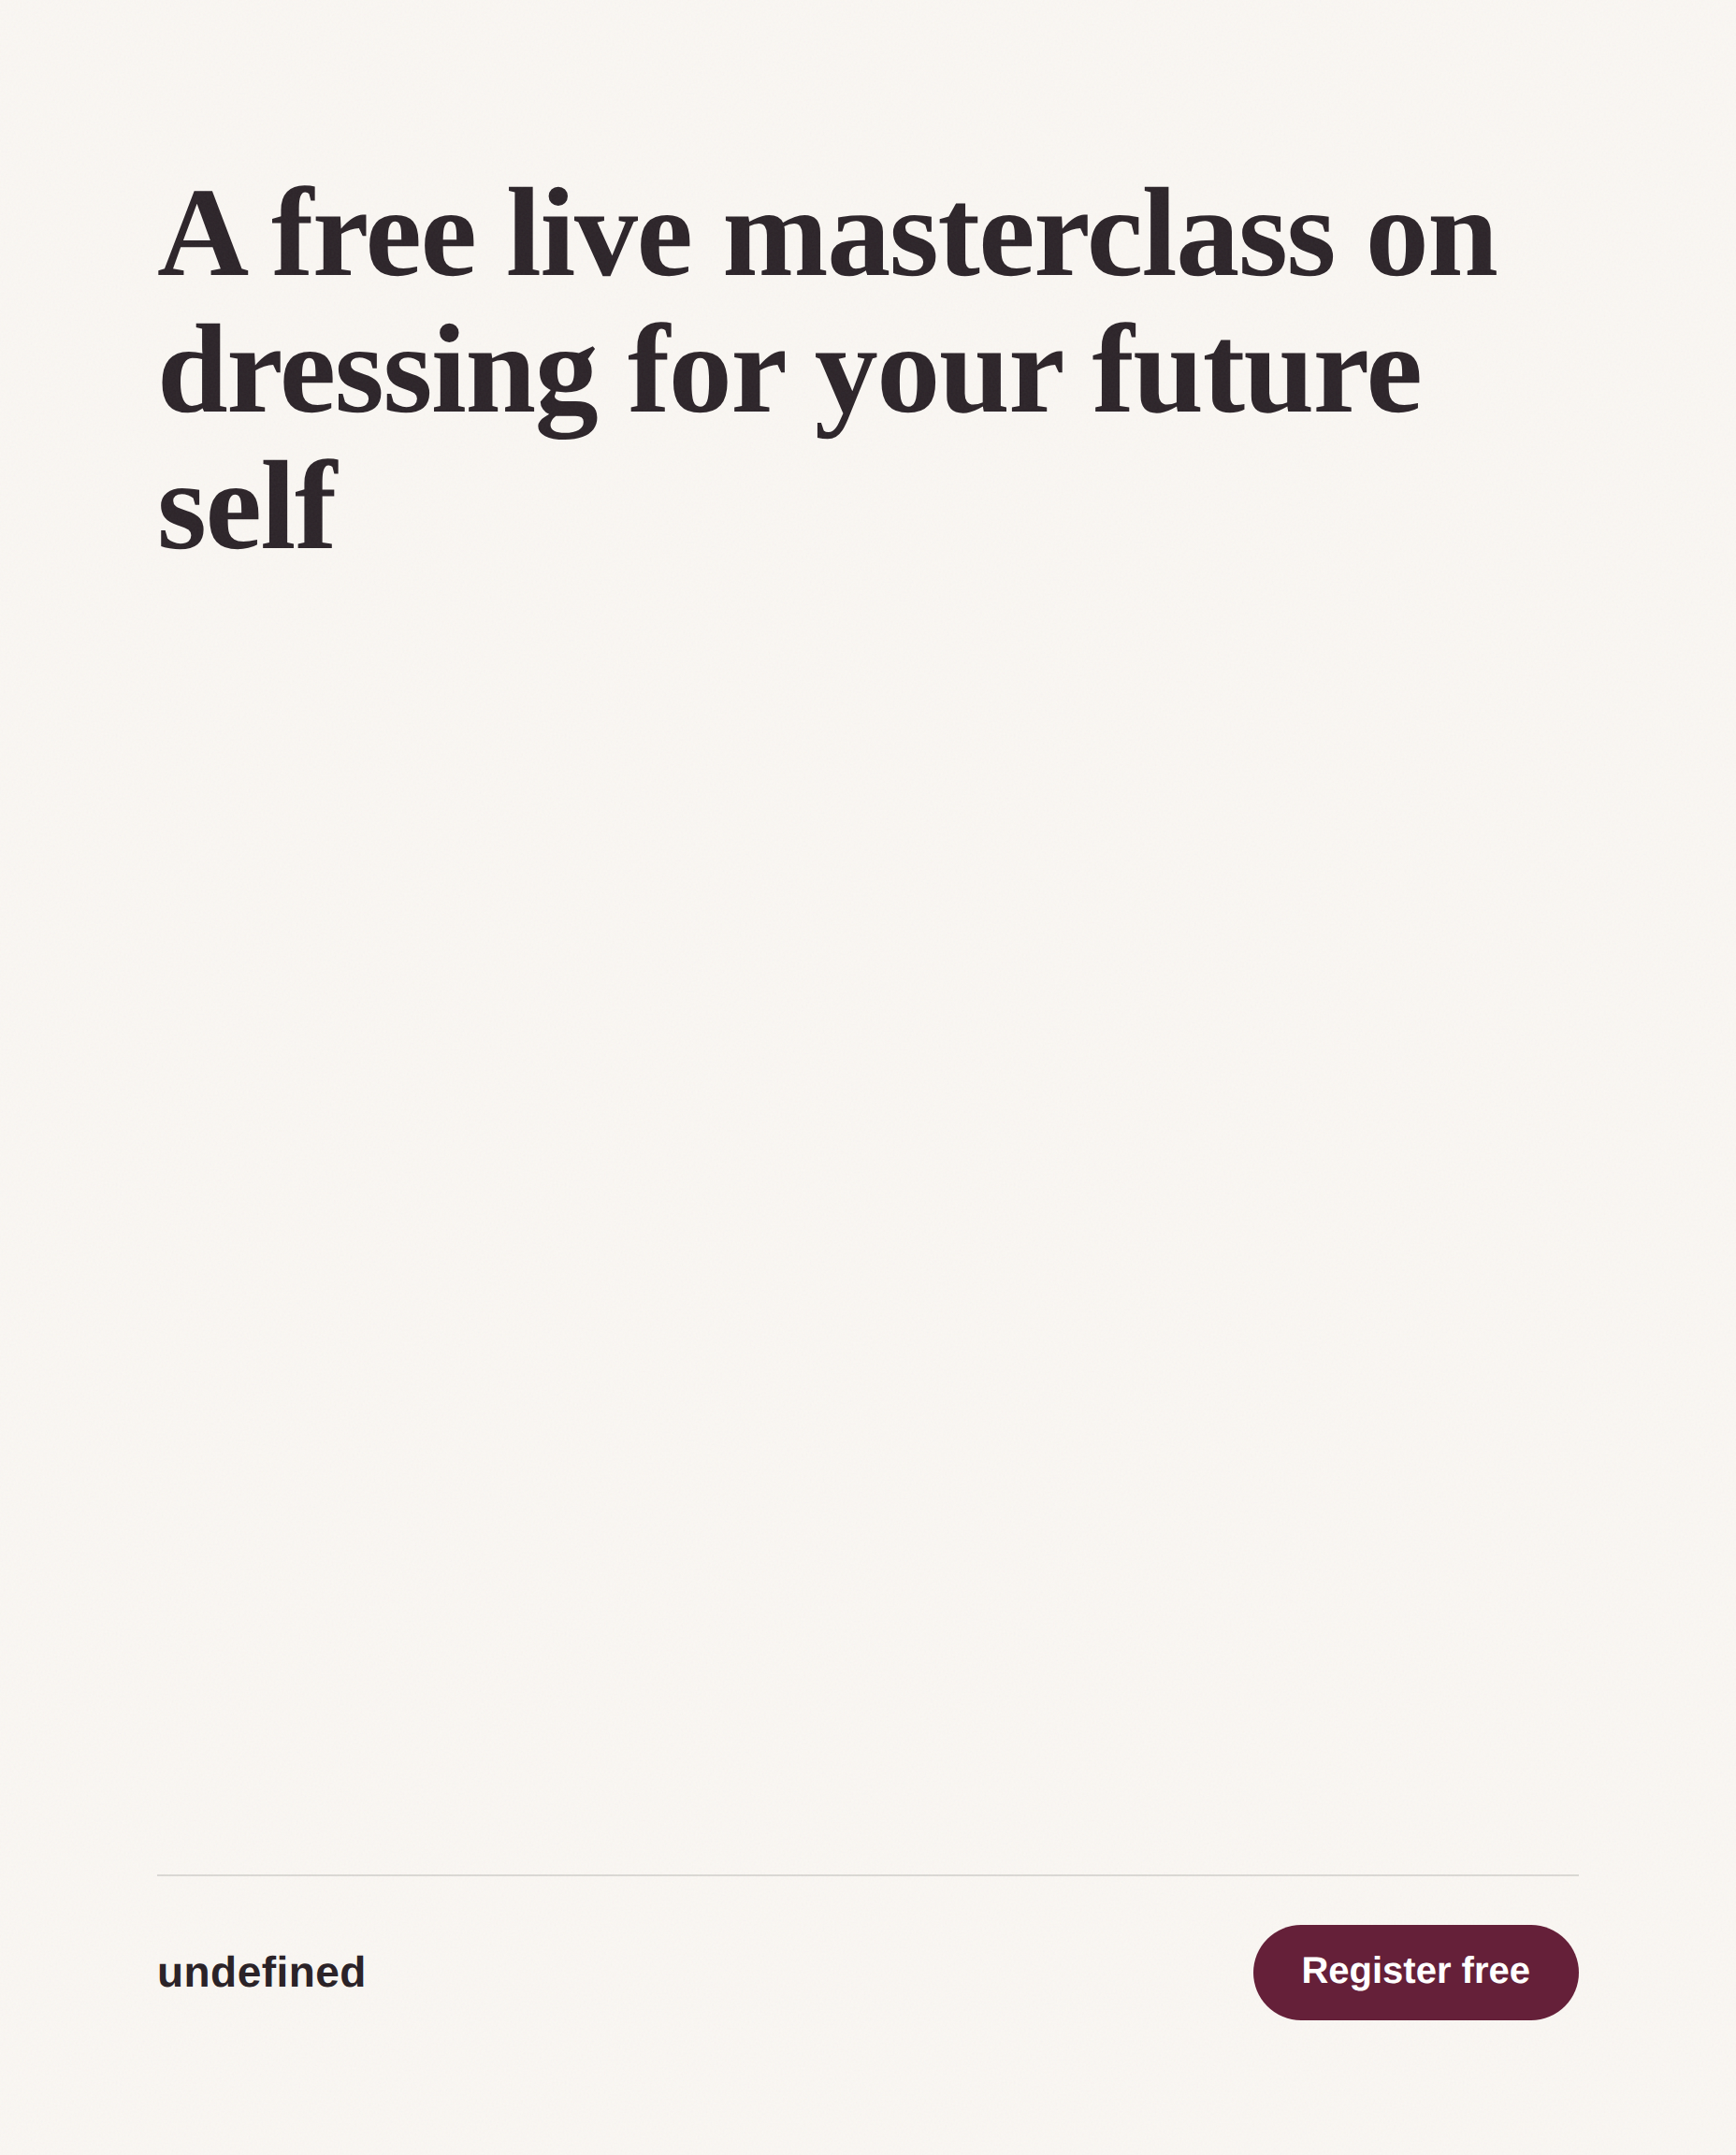 A free live masterclass on
dressing for your future
self
undefined
Register free